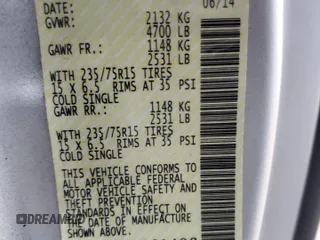 DATE: 06/14
GVWR: 2132 KG
4700 LB
GAWR FR.: 1148 KG
2531 LB
WITH 235/75R15 TIRES
15 X 6.5 RIMS AT 35 PSI
COLD SINGLE
GAWR RR.: 1148 KG
2531 LB
WITH 235/75R15 TIRES
15 X 6.5 RIMS AT 35 PSI
COLD SINGLE
THIS VEHICLE CONFORMS TO
ALL APPLICABLE FEDERAL
MOTOR VEHICLE SAFETY AND
THEFT PREVENTION
STANDARDS IN EFFECT ON
THE DATE OF MANUFACTURE
SHOWN ABOVE
DREAMBID